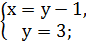 x = y − 1,
y = 3;